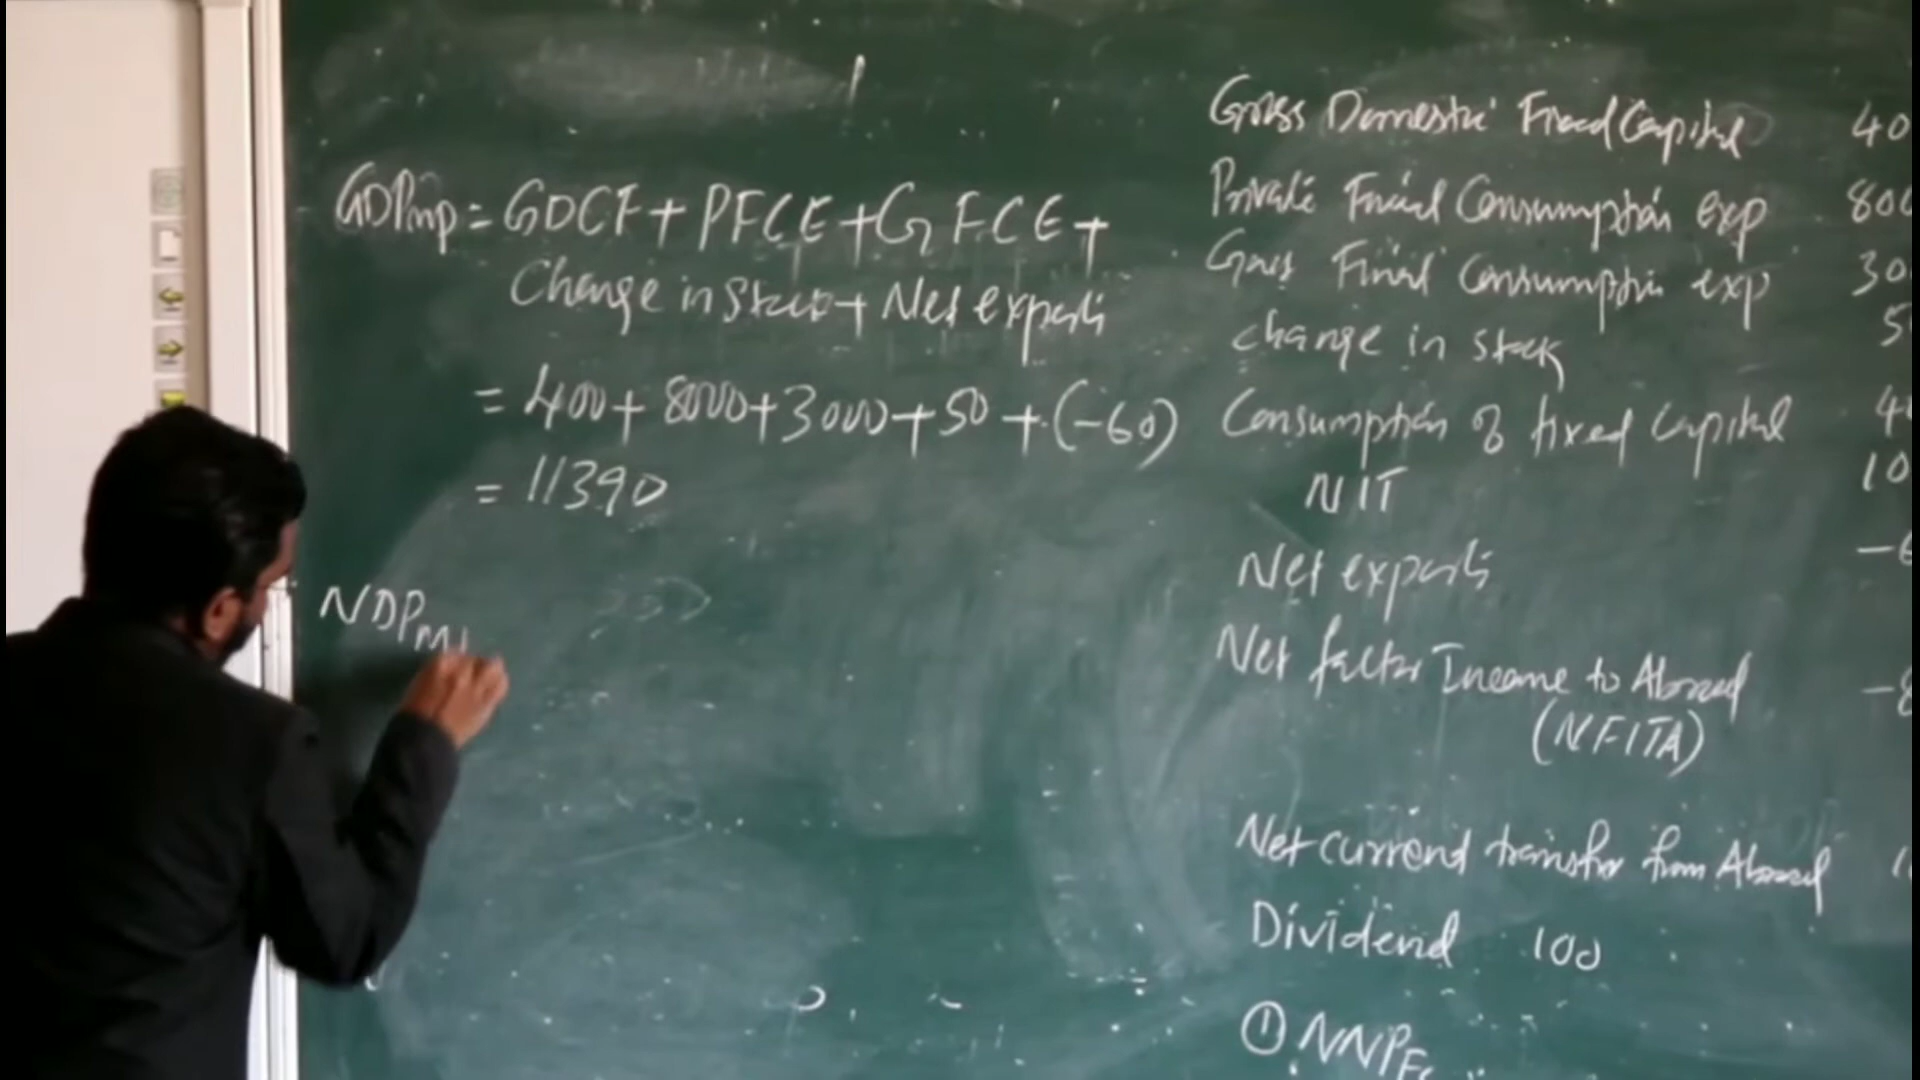 GDPmp = GDCF + PFCE + G FCE +
Change in Stock + Net exports
= 400 + 8000 + 3000 + 50 + (-60)
= 11390
NDPM
Gross Domestic Fixed Capital 40
Private Final Consumption exp 800
Govt Final Consumption exp 30
change in stock 5
Consumption of fixed Capital 4
NIT 10
Net exports -6
Net factor Income to Abroad -8
(NFITA)
Net current transfer from Abroad 1
Dividend 100
① NNPFC